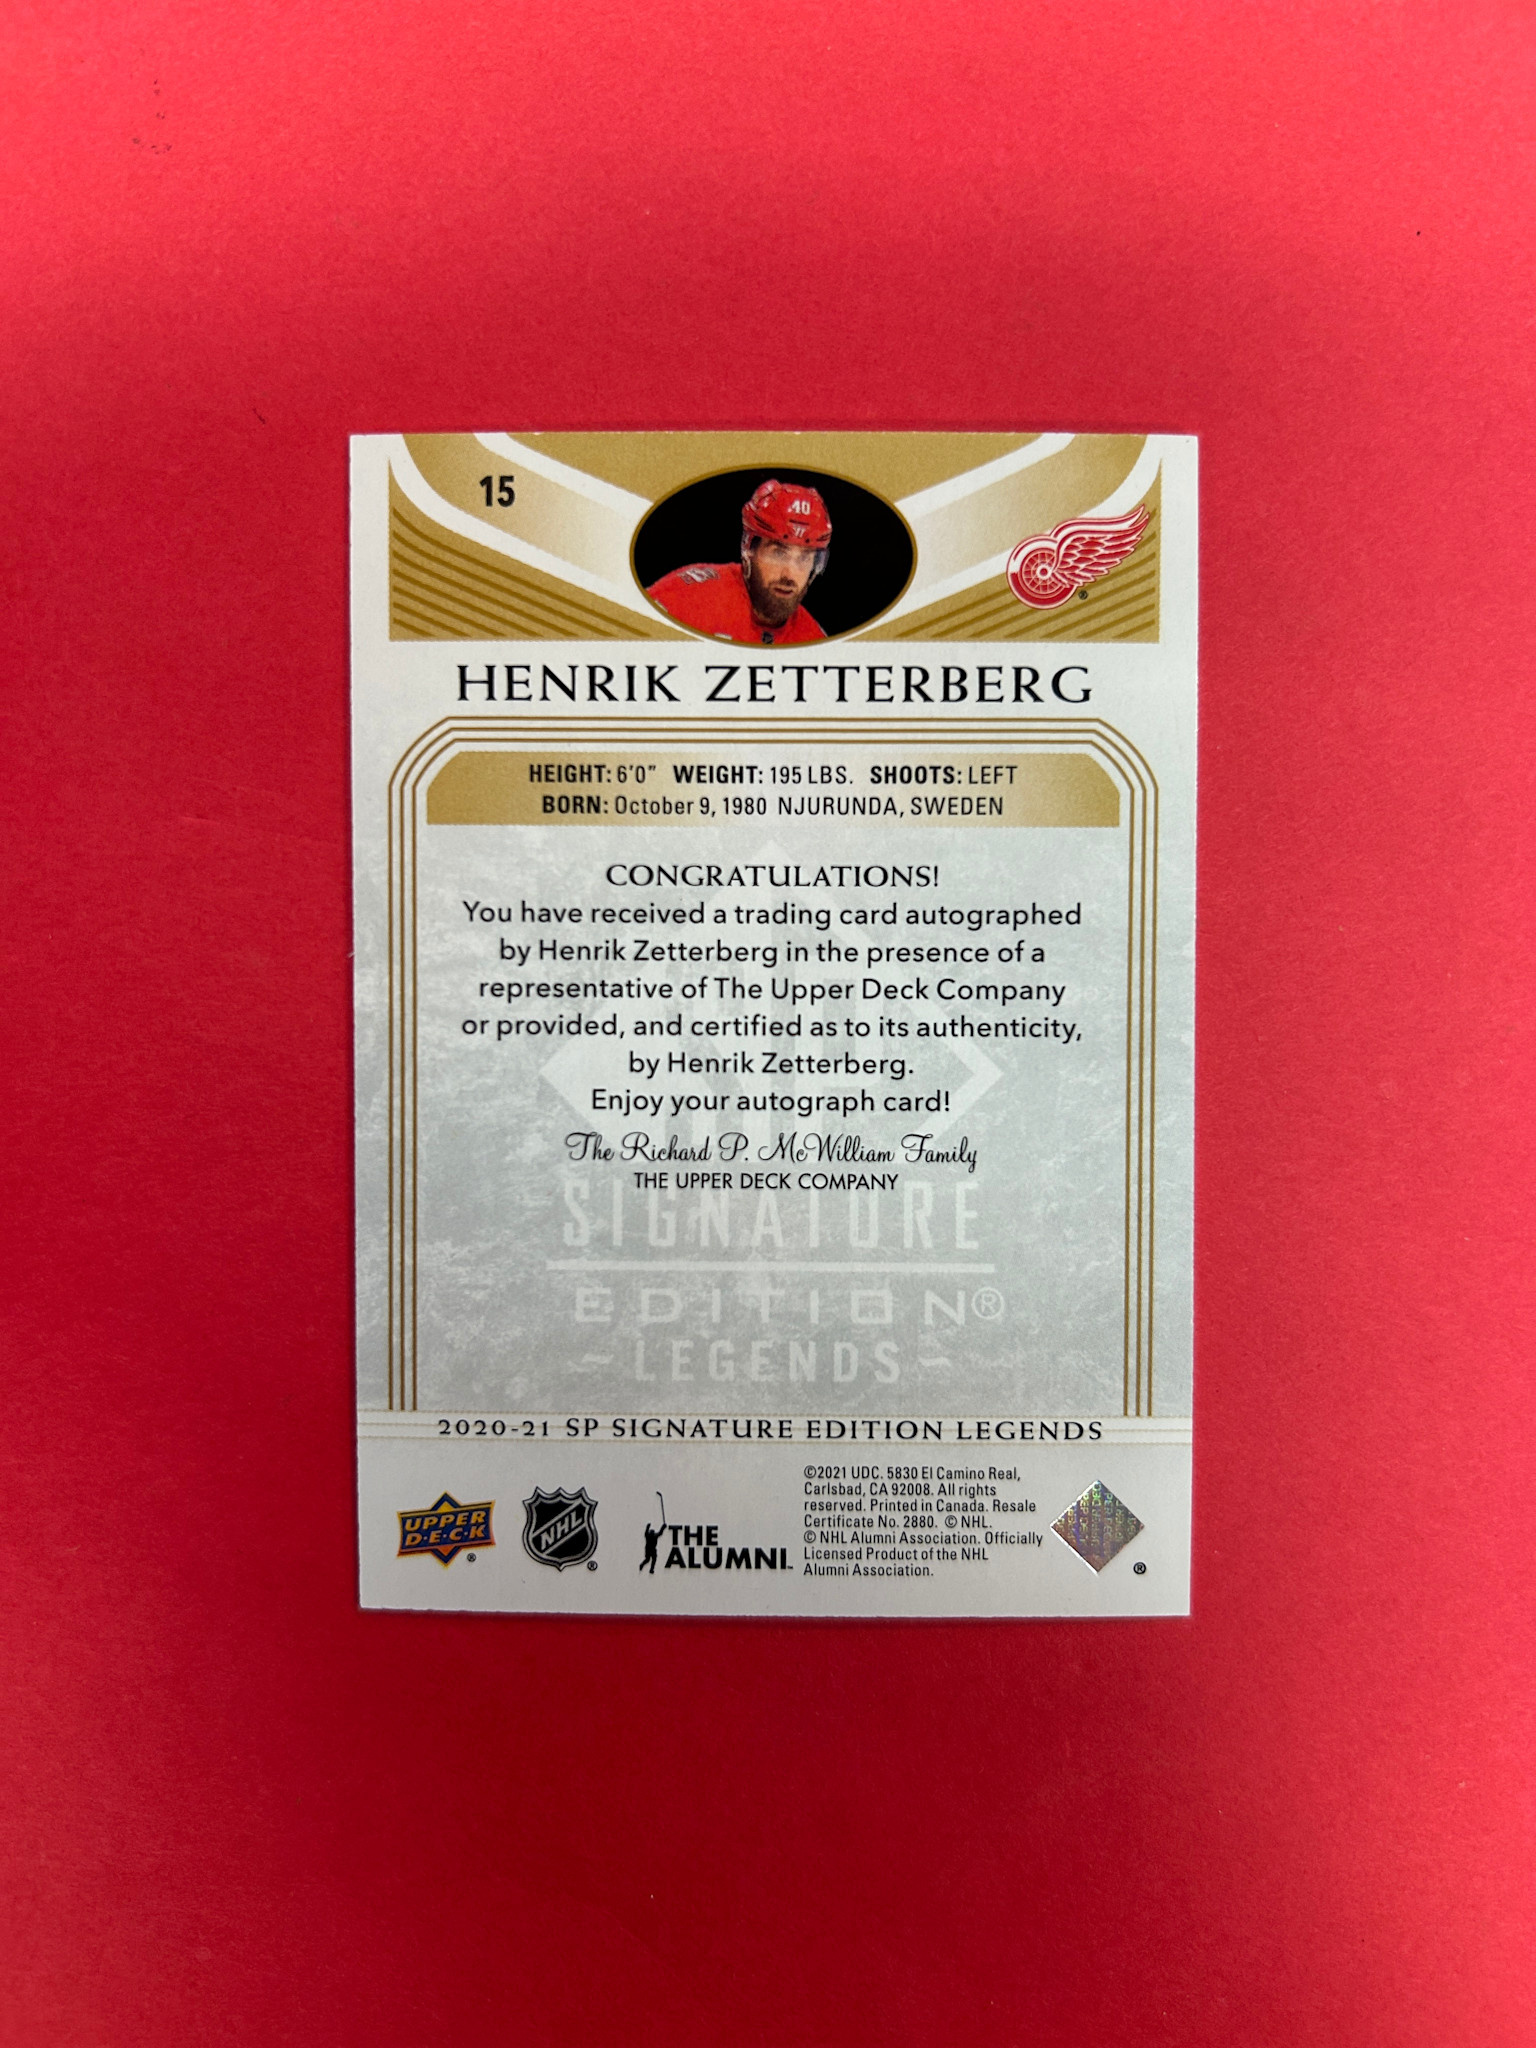 15
40
HENRIK ZETTERBERG
HEIGHT: 6'0" WEIGHT: 195 LBS. SHOOTS: LEFT
BORN: October 9, 1980 NJURUNDA, SWEDEN
CONGRATULATIONS!
You have received a trading card autographed
by Henrik Zetterberg in the presence of a
representative of The Upper Deck Company
or provided, and certified as to its authenticity,
by Henrik Zetterberg.
Enjoy your autograph card!
The Richard P. McWilliam Family
THE UPPER DECK COMPANY
SIGNATURE
EDITION®
~LEGENDS~
2020-21 SP SIGNATURE EDITION LEGENDS
UPPER
D·E·C·K
®
NHL
®
THE
ALUMNI™
©2021 UDC. 5830 El Camino Real,
Carlsbad, CA 92008. All rights
reserved. Printed in Canada. Resale
Certificate No. 2880. © NHL.
© NHL Alumni Association. Officially
Licensed Product of the NHL
Alumni Association.
®